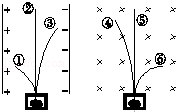 ② ⑤
④
③
① ⑥